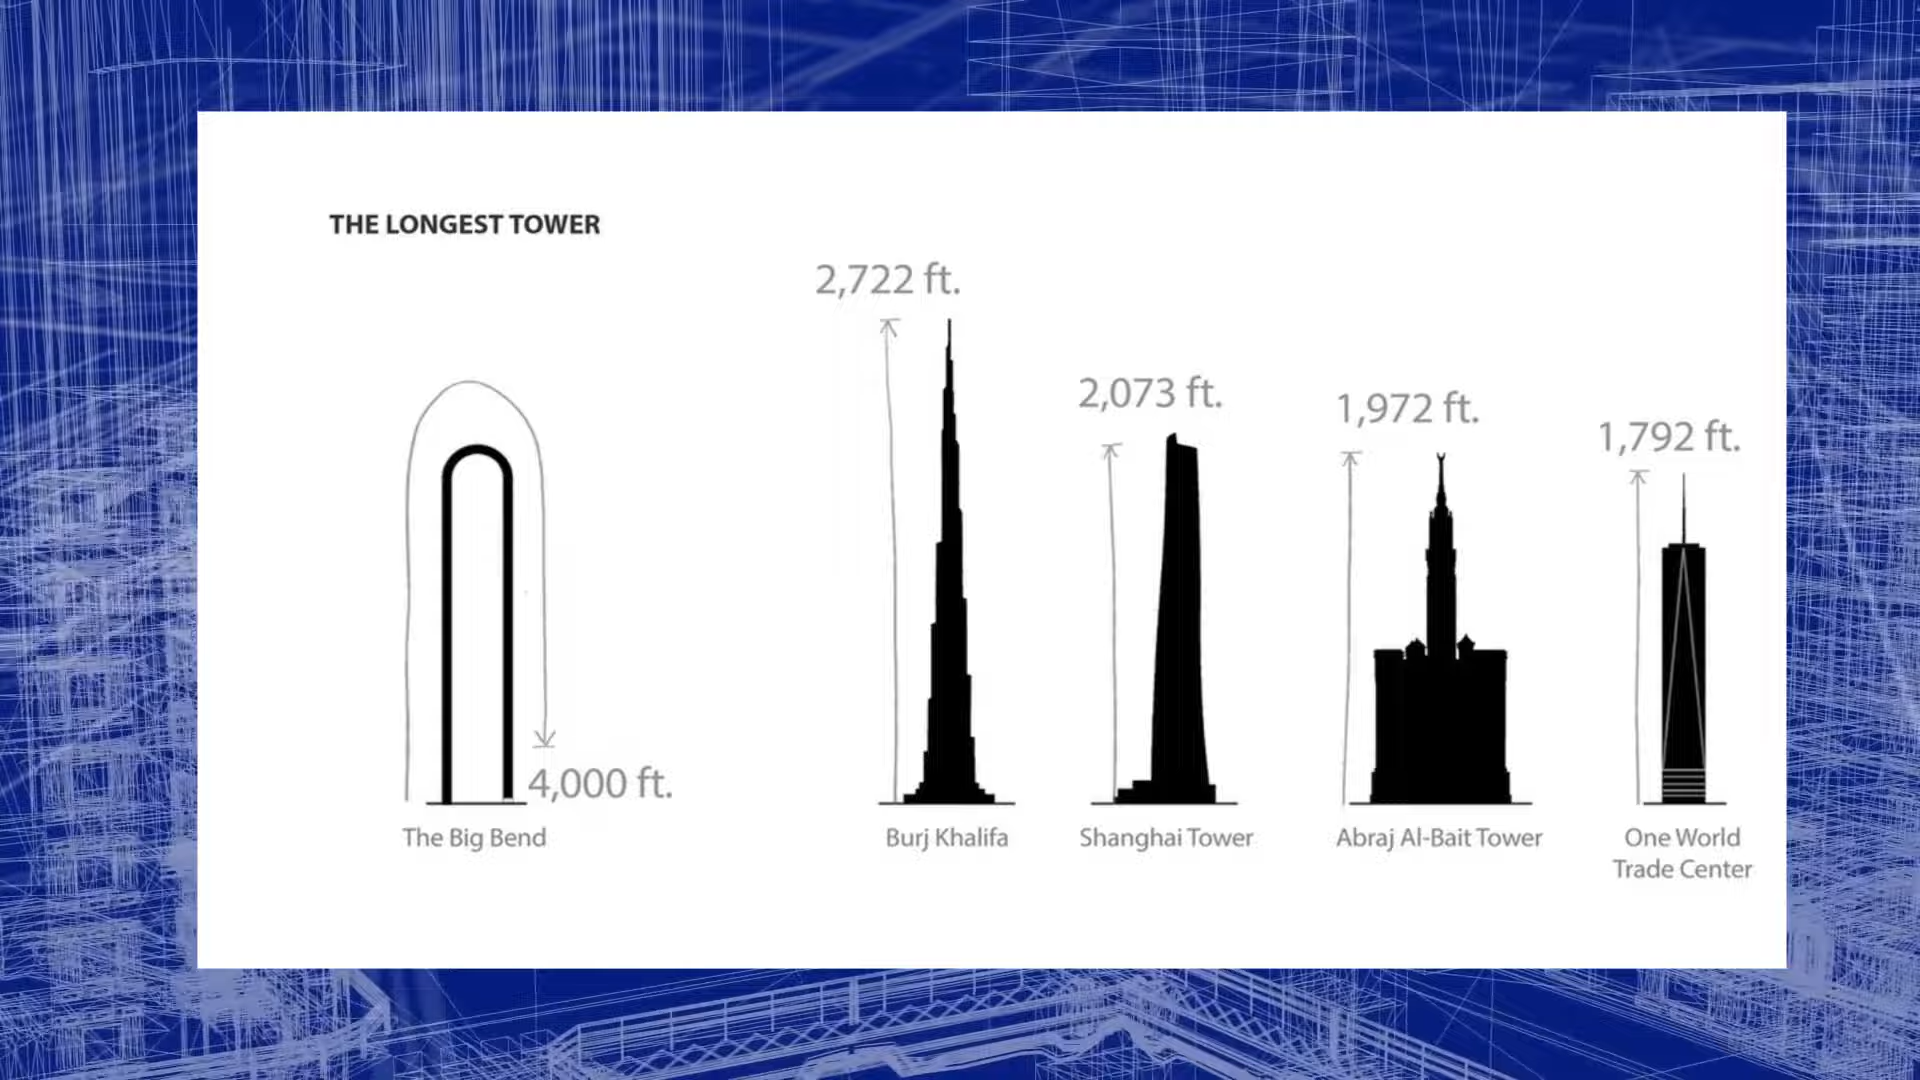 THE LONGEST TOWER
2,722 ft.
2,073 ft.
1,972 ft.
1,792 ft.
4,000 ft.
The Big Bend
Burj Khalifa
Shanghai Tower
Abraj Al-Bait Tower
One World
Trade Center